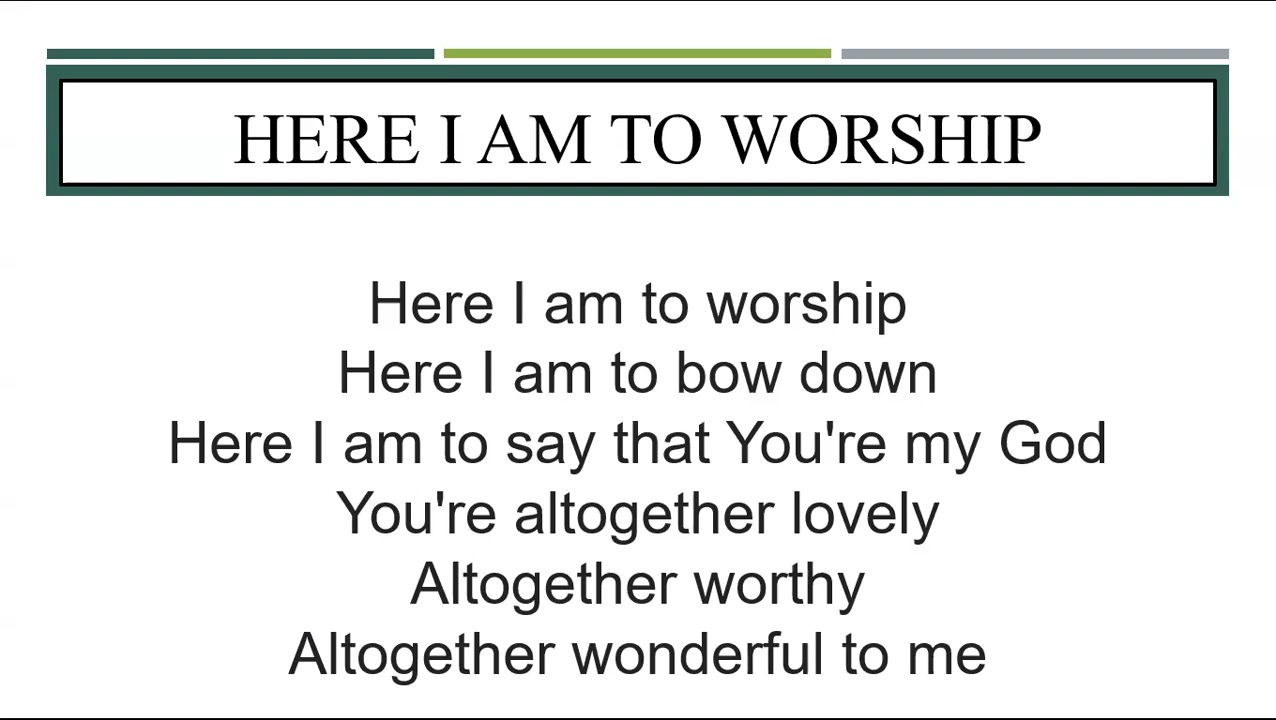 HERE I AM TO WORSHIP
Here I am to worship
Here I am to bow down
Here I am to say that You're my God
You're altogether lovely
Altogether worthy
Altogether wonderful to me